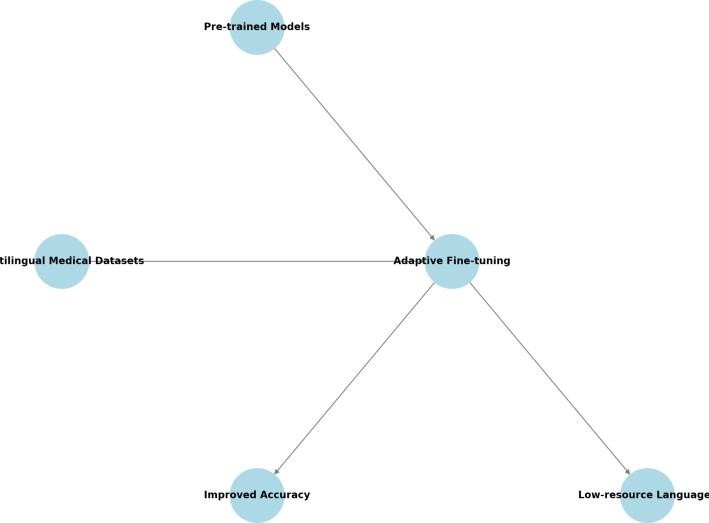 Pre-trained Models
tilingual Medical Datasets
Adaptive Fine-tuning
Improved Accuracy
Low-resource Language